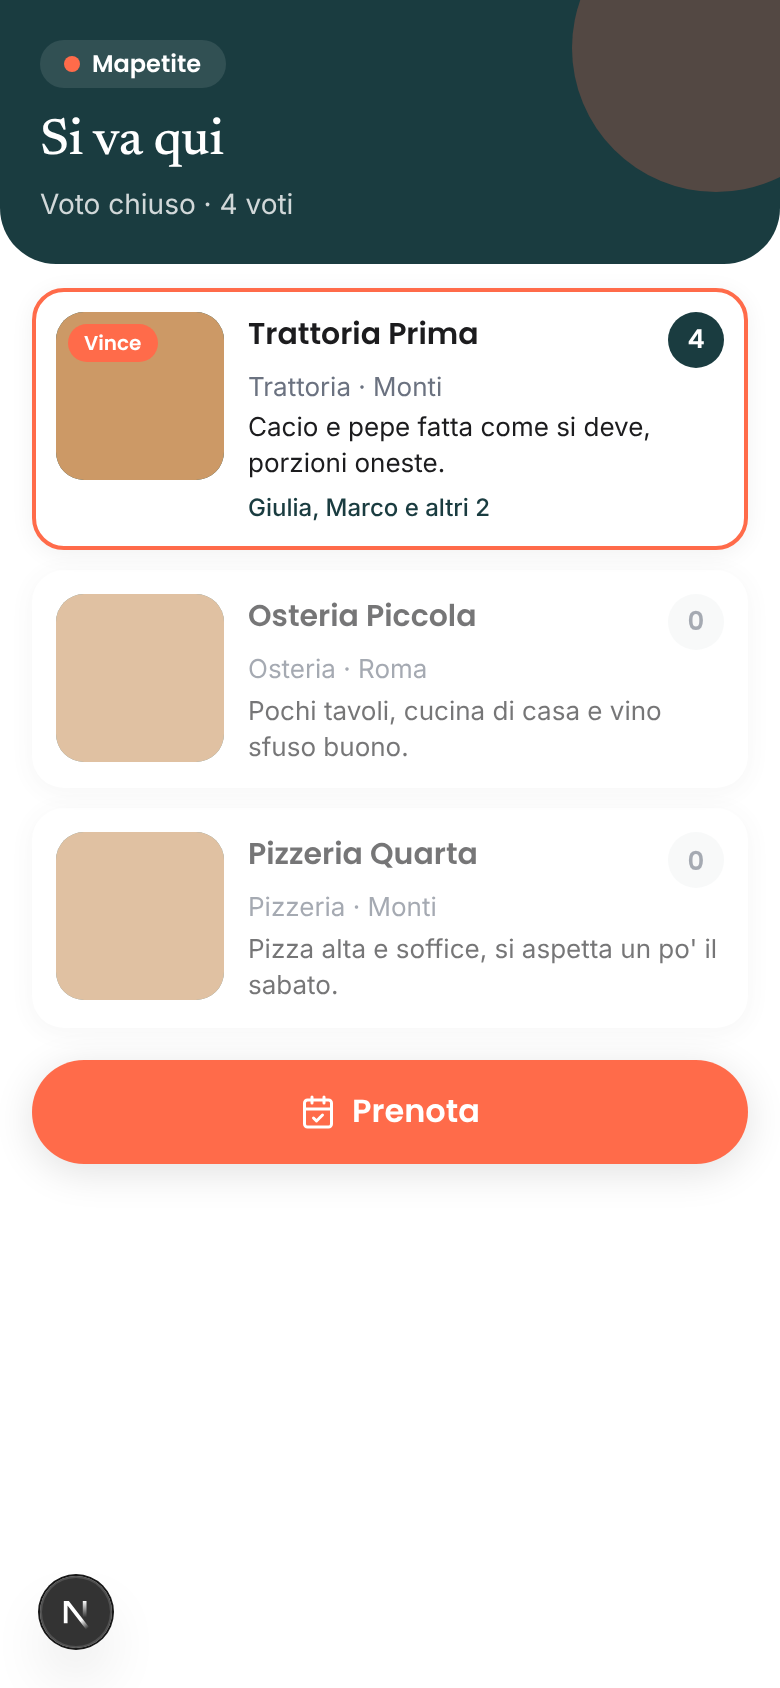 Mapetite
Si va qui
Voto chiuso · 4 voti
Vince
Trattoria Prima
4
Trattoria · Monti
Cacio e pepe fatta come si deve,
porzioni oneste.
Giulia, Marco e altri 2
Osteria Piccola
0
Osteria · Roma
Pochi tavoli, cucina di casa e vino
sfuso buono.
Pizzeria Quarta
0
Pizzeria · Monti
Pizza alta e soffice, si aspetta un po' il
sabato.
Prenota
N